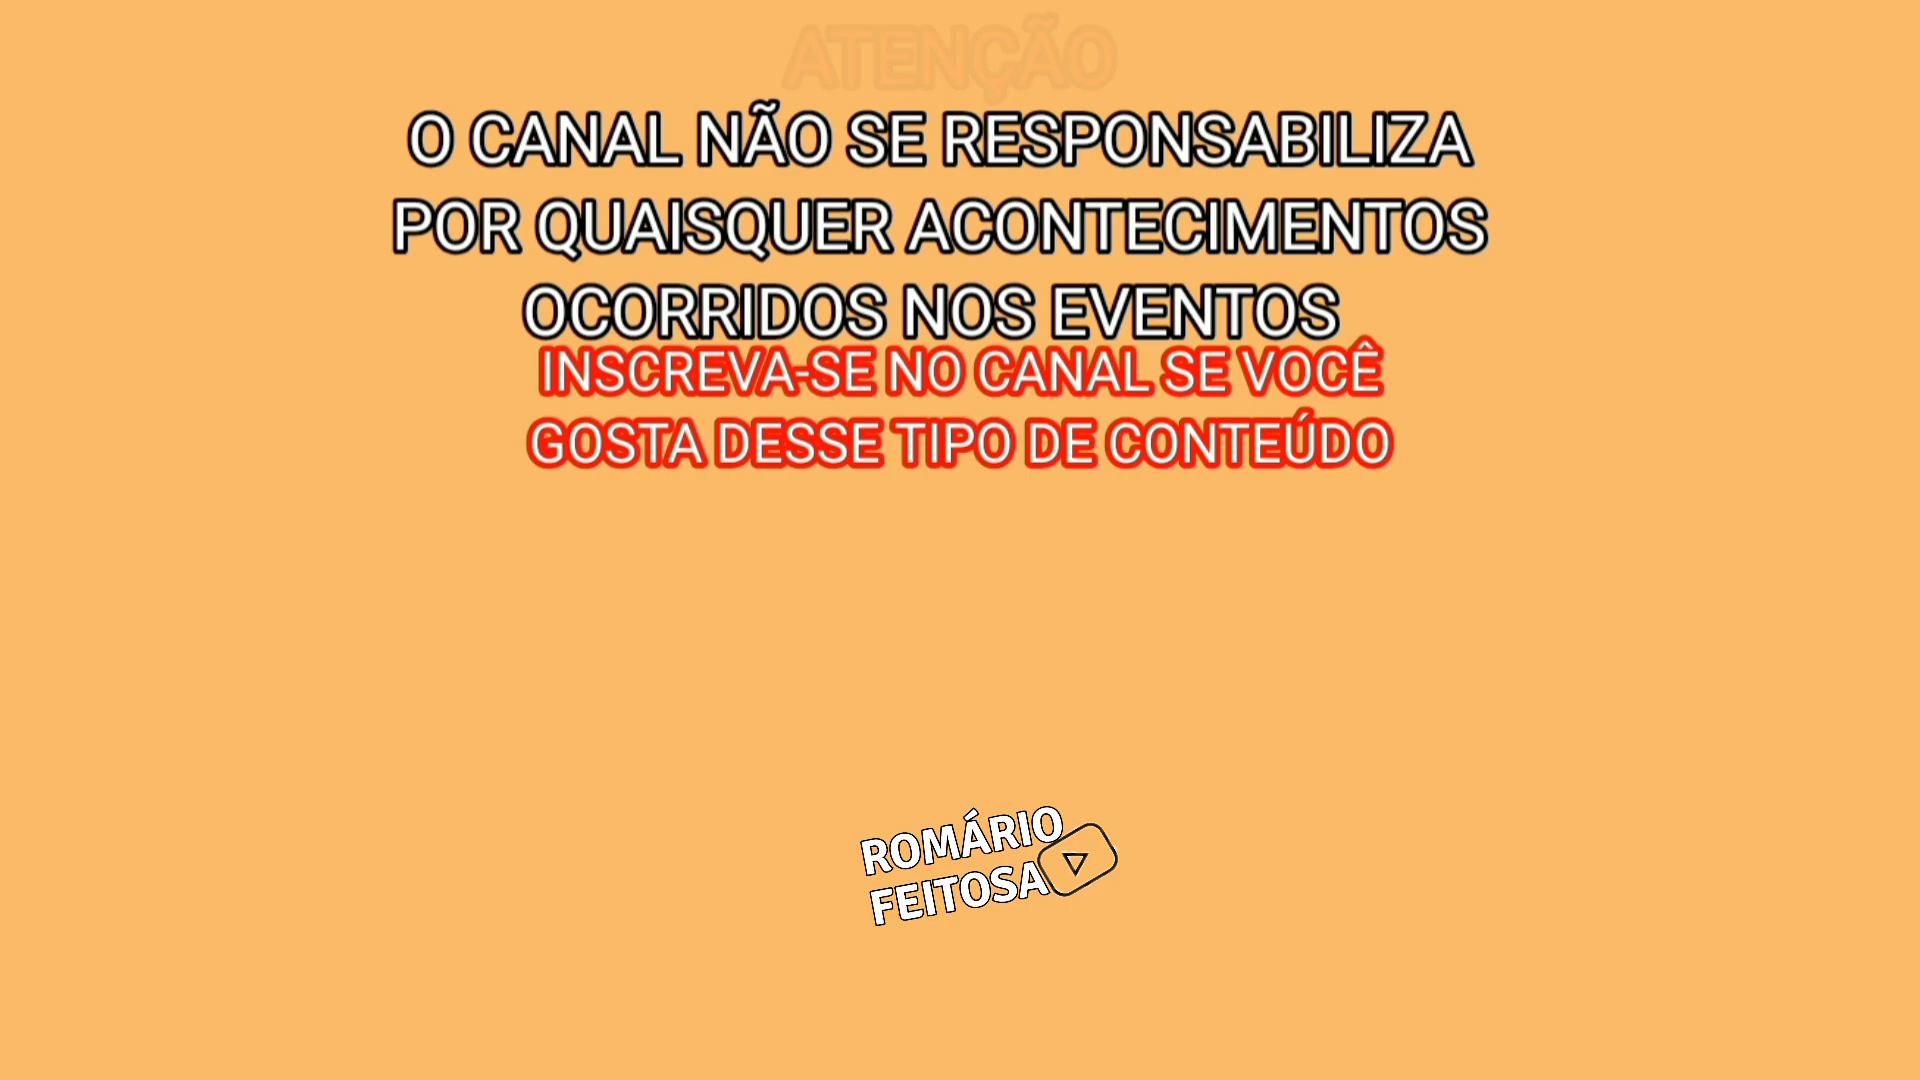 ATENÇÃO
O CANAL NÃO SE RESPONSABILIZA
POR QUAISQUER ACONTECIMENTOS
OCORRIDOS NOS EVENTOS
INSCREVA-SE NO CANAL SE VOCÊ
GOSTA DESSE TIPO DE CONTEÚDO
ROMÁRIO
FEITOSA